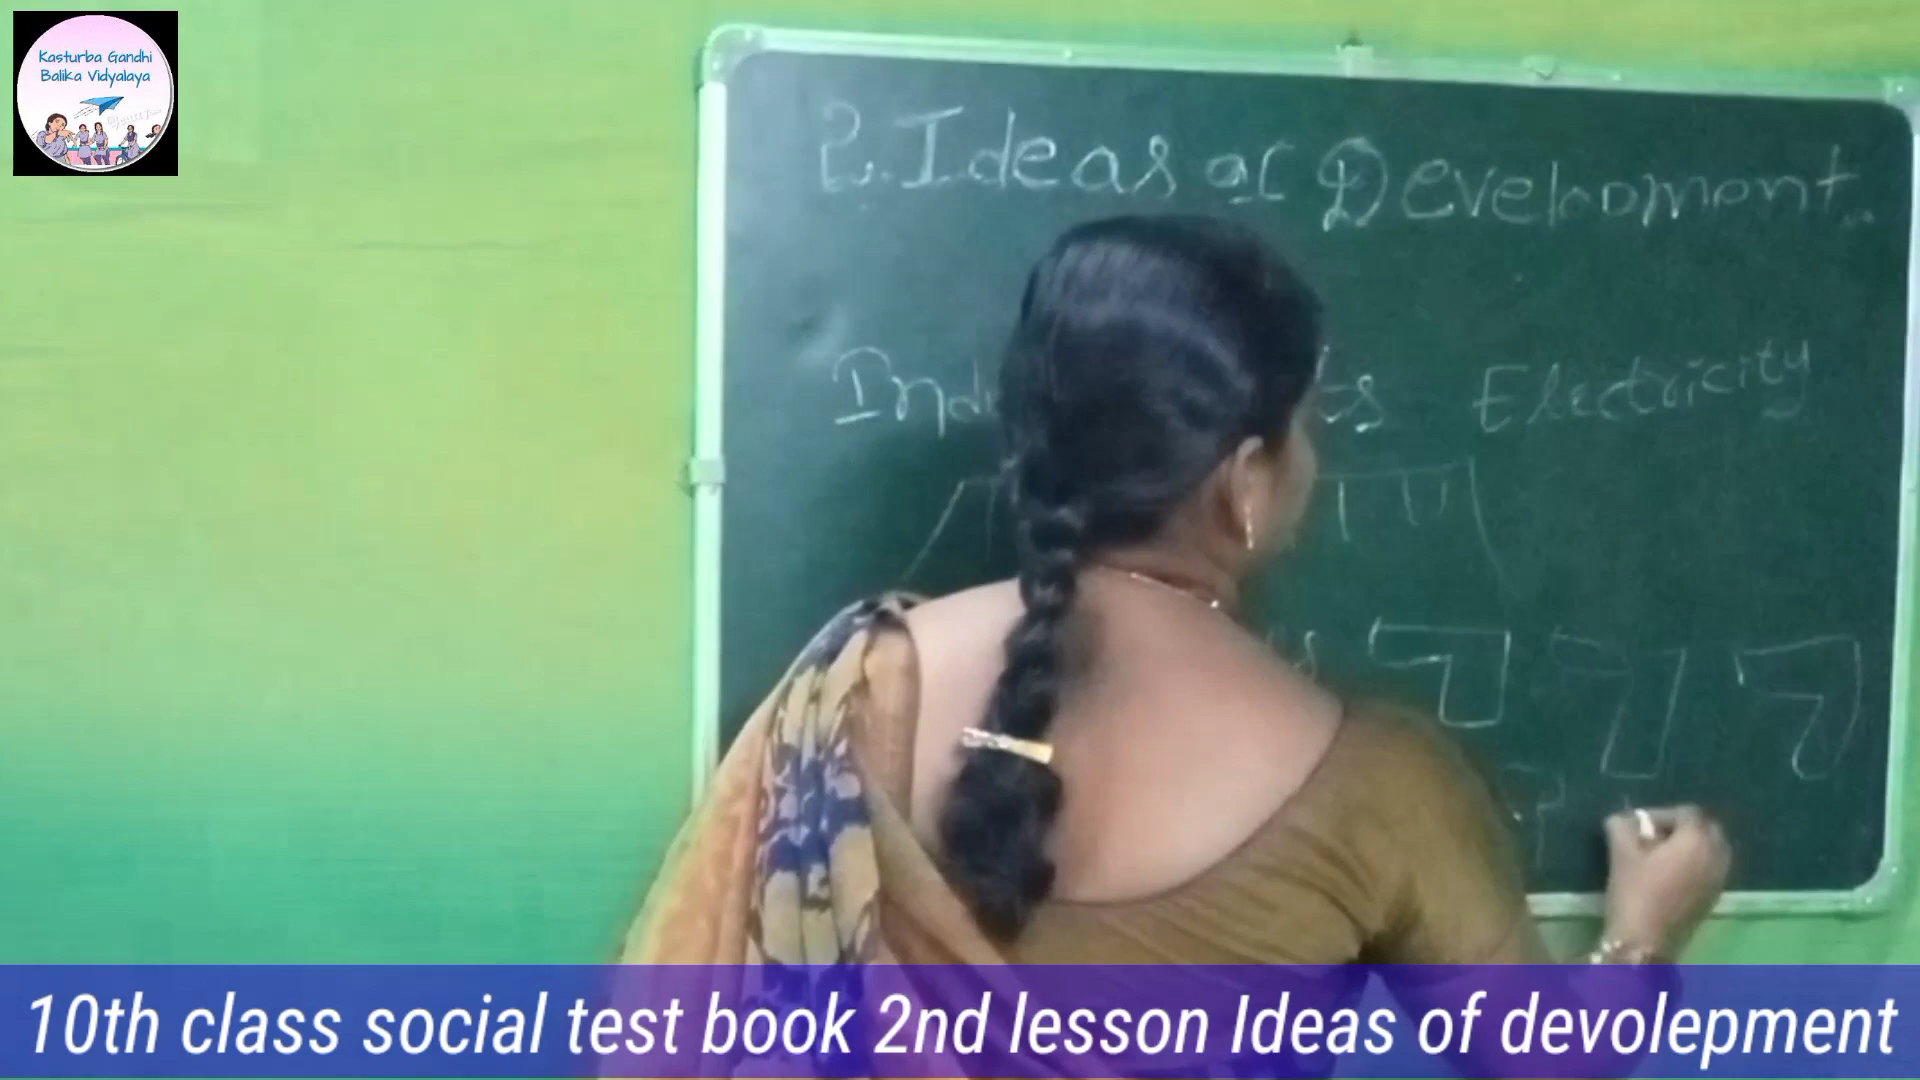 Kasturba Gandhi
Balika Vidyalaya
2. Ideas of Development
Electricity
10th class social test book 2nd lesson Ideas of devolepment